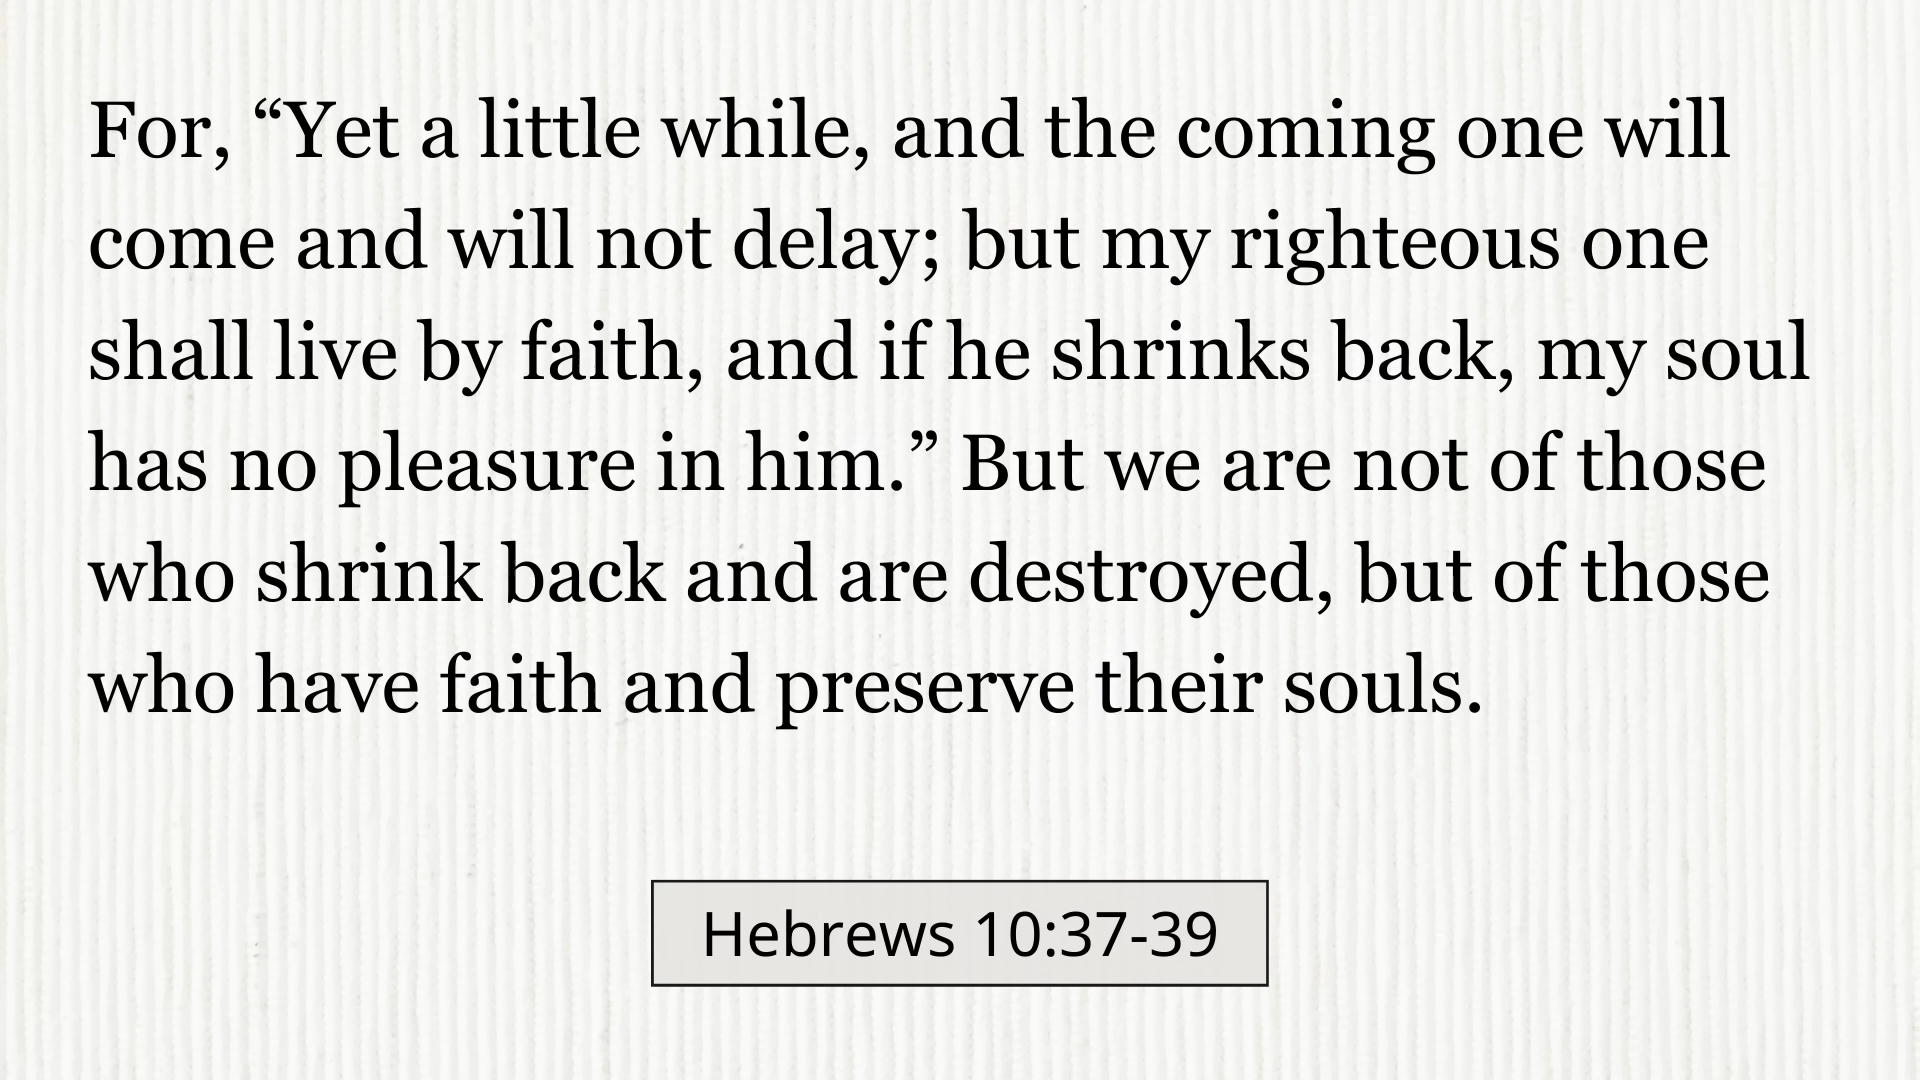 For, “Yet a little while, and the coming one will
come and will not delay; but my righteous one
shall live by faith, and if he shrinks back, my soul
has no pleasure in him.” But we are not of those
who shrink back and are destroyed, but of those
who have faith and preserve their souls.
Hebrews 10:37-39